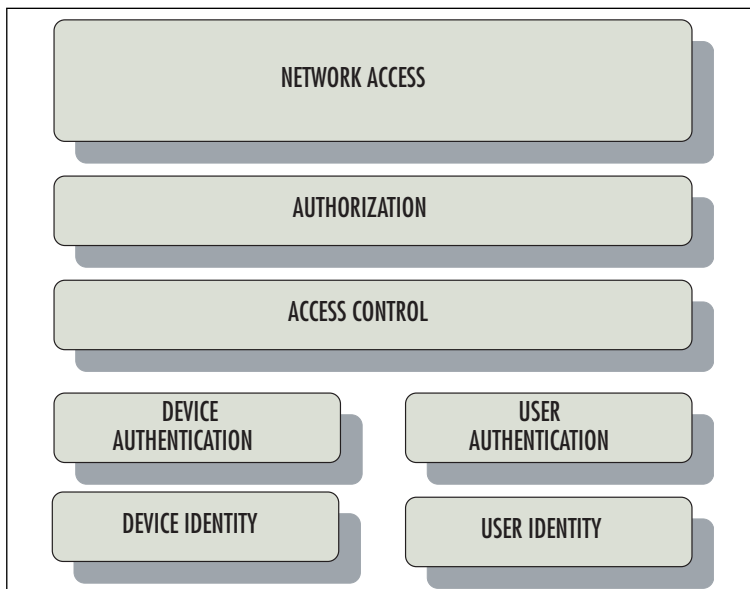 NETWORK ACCESS
AUTHORIZATION
ACCESS CONTROL
DEVICE
AUTHENTICATION
USER
AUTHENTICATION
DEVICE IDENTITY
USER IDENTITY